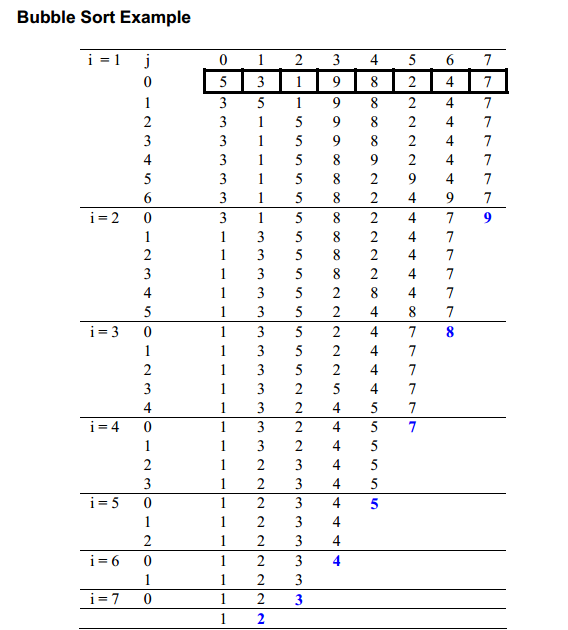 Bubble Sort Example
i = 1 j 0 1 2 3 4 5 6 7
0 5 3 1 9 8 2 4 7
1 3 5 1 9 8 2 4 7
2 3 1 5 9 8 2 4 7
3 3 1 5 9 8 2 4 7
4 3 1 5 8 9 2 4 7
5 3 1 5 8 2 9 4 7
6 3 1 5 8 2 4 9 7
i = 2 0 3 1 5 8 2 4 7 9
1 1 3 5 8 2 4 7
2 1 3 5 8 2 4 7
3 1 3 5 8 2 4 7
4 1 3 5 2 8 4 7
5 1 3 5 2 4 8 7
i = 3 0 1 3 5 2 4 7 8
1 1 3 5 2 4 7
2 1 3 5 2 4 7
3 1 3 2 5 4 7
4 1 3 2 4 5 7
i = 4 0 1 3 2 4 5 7
1 1 3 2 4 5
2 1 2 3 4 5
3 1 2 3 4 5
i = 5 0 1 2 3 4 5
1 1 2 3 4
2 1 2 3 4
i = 6 0 1 2 3 4
1 1 2 3
i = 7 0 1 2 3
1 2